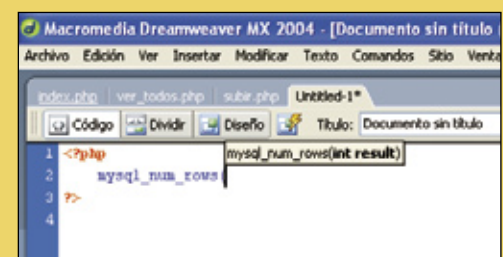 Macromedia Dreamweaver MX 2004 - [Documento sin título
Archivo Edición Ver Insertar Modificar Texto Comandos Sitio Venta
index.php ver_todos.php subir.php Untitled-1*
Código Dividir Diseño Título: Documento sin título
1 <?php mysql_num_rows(int result)
2 mysql_num_rows(
3 ?>
4